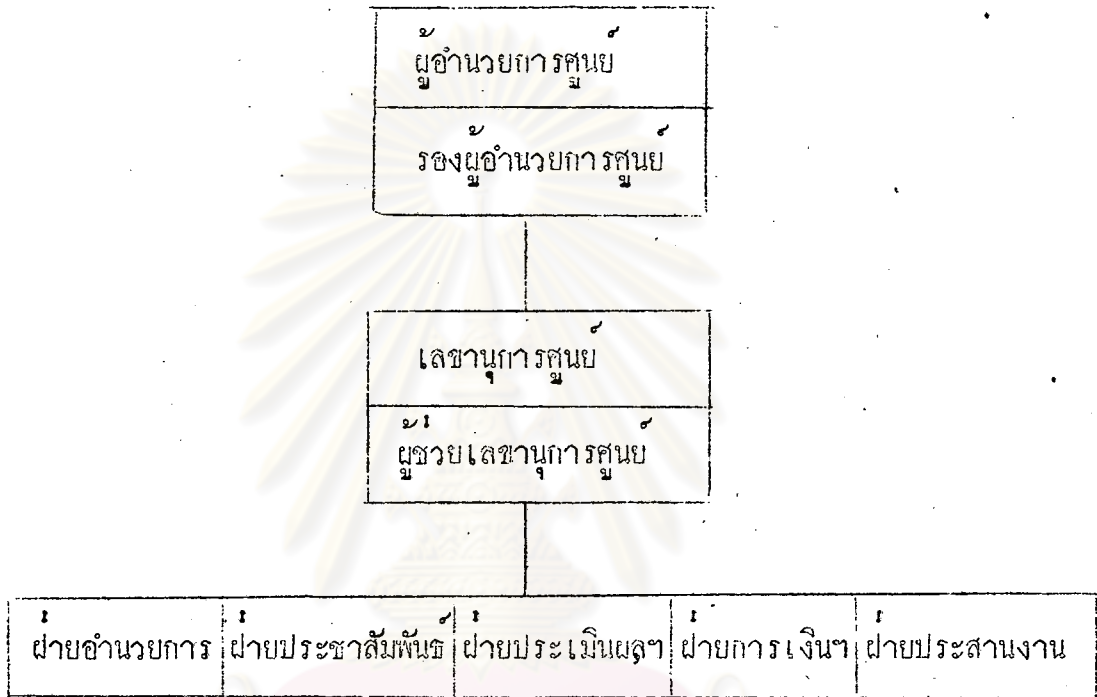 ผู้อำนวยการศูนย์
รองผู้อำนวยการศูนย์
เลขานุการศูนย์
ผู้ช่วยเลขานุการศูนย์
ฝ่ายอำนวยการ ฝ่ายประชาสัมพันธ์ ฝ่ายประเมินผลฯ ฝ่ายการเงินฯ ฝ่ายประสานงาน